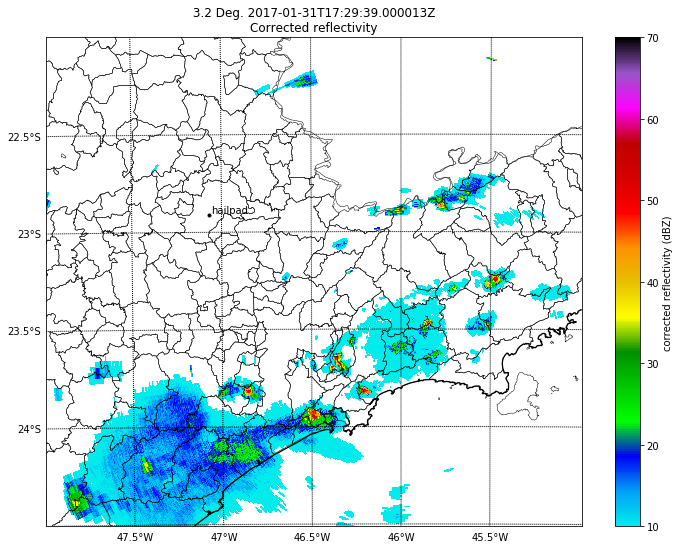 3.2 Deg. 2017-01-31T17:29:39.000013Z
Corrected reflectivity
70
60
50
40
30
20
10
corrected reflectivity (dBZ)
22.5°S
hailpad
23°S
23.5°S
24°S
47.5°W
47°W
46.5°W
46°W
45.5°W